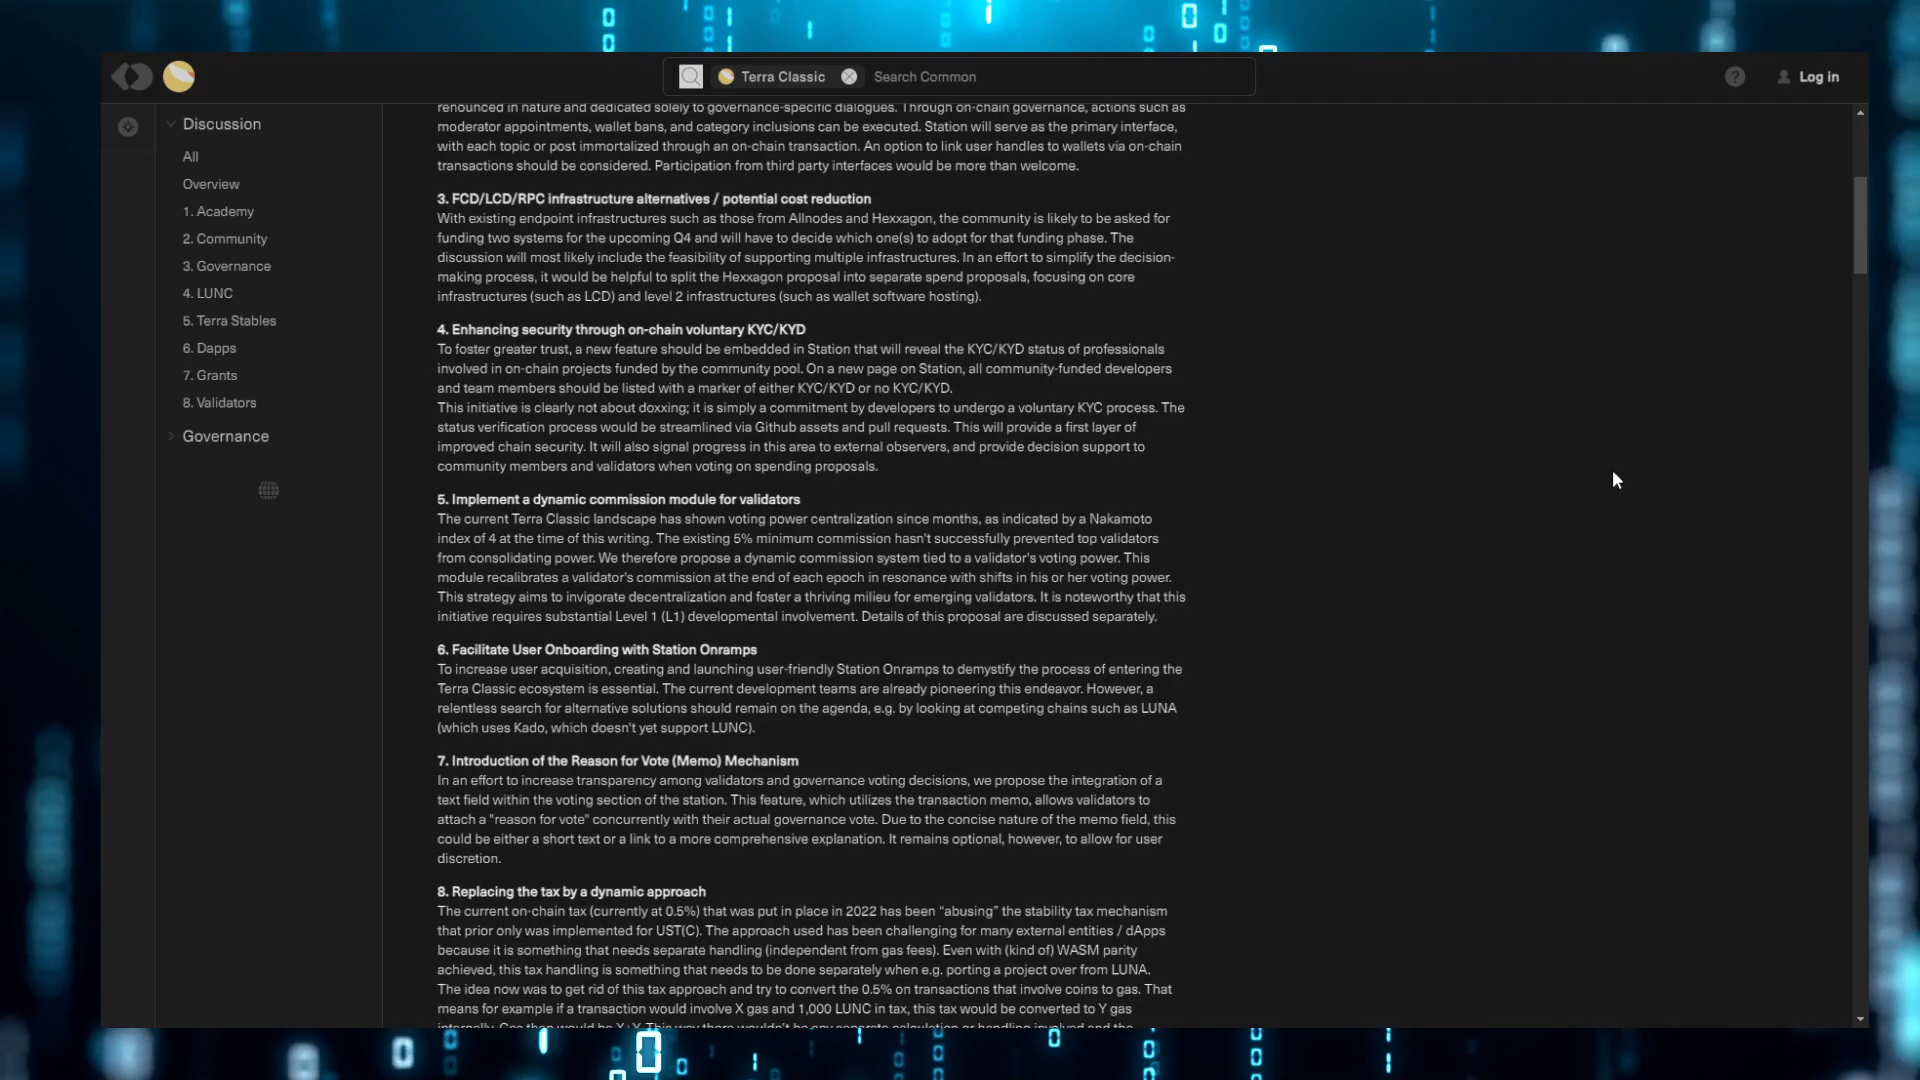 Terra Classic
Search Common
?
Log in
Discussion
All
Overview
1. Academy
2. Community
3. Governance
4. LUNC
5. Terra Stables
6. Dapps
7. Grants
8. Validators
Governance
renounced in nature and dedicated solely to governance-specific dialogues. Through on-chain governance, actions such as
moderator appointments, wallet bans, and category inclusions can be executed. Station will serve as the primary interface,
with each topic or post immortalized through an on-chain transaction. An option to link user handles to wallets via on-chain
transactions should be considered. Participation from third party interfaces would be more than welcome.
3. FCD/LCD/RPC infrastructure alternatives / potential cost reduction
With existing endpoint infrastructures such as those from Allnodes and Hexxagon, the community is likely to be asked for
funding two systems for the upcoming Q4 and will have to decide which one(s) to adopt for that funding phase. The
discussion will most likely include the feasibility of supporting multiple infrastructures. In an effort to simplify the decision-
making process, it would be helpful to split the Hexxagon proposal into separate spend proposals, focusing on core
infrastructures (such as LCD) and level 2 infrastructures (such as wallet software hosting).
4. Enhancing security through on-chain voluntary KYC/KYD
To foster greater trust, a new feature should be embedded in Station that will reveal the KYC/KYD status of professionals
involved in on-chain projects funded by the community pool. On a new page on Station, all community-funded developers
and team members should be listed with a marker of either KYC/KYD or no KYC/KYD.
This initiative is clearly not about doxxing; it is simply a commitment by developers to undergo a voluntary KYC process. The
status verification process would be streamlined via Github assets and pull requests. This will provide a first layer of
improved chain security. It will also signal progress in this area to external observers, and provide decision support to
community members and validators when voting on spending proposals.
5. Implement a dynamic commission module for validators
The current Terra Classic landscape has shown voting power centralization since months, as indicated by a Nakamoto
index of 4 at the time of this writing. The existing 5% minimum commission hasn't successfully prevented top validators
from consolidating power. We therefore propose a dynamic commission system tied to a validator's voting power. This
module recalibrates a validator's commission at the end of each epoch in resonance with shifts in his or her voting power.
This strategy aims to invigorate decentralization and foster a thriving milieu for emerging validators. It is noteworthy that this
initiative requires substantial Level 1 (L1) developmental involvement. Details of this proposal are discussed separately.
6. Facilitate User Onboarding with Station Onramps
To increase user acquisition, creating and launching user-friendly Station Onramps to demystify the process of entering the
Terra Classic ecosystem is essential. The current development teams are already pioneering this endeavor. However, a
relentless search for alternative solutions should remain on the agenda, e.g. by looking at competing chains such as LUNA
(which uses Kado, which doesn't yet support LUNC).
7. Introduction of the Reason for Vote (Memo) Mechanism
In an effort to increase transparency among validators and governance voting decisions, we propose the integration of a
text field within the voting section of the station. This feature, which utilizes the transaction memo, allows validators to
attach a "reason for vote" concurrently with their actual governance vote. Due to the concise nature of the memo field, this
could be either a short text or a link to a more comprehensive explanation. It remains optional, however, to allow for user
discretion.
8. Replacing the tax by a dynamic approach
The current on-chain tax (currently at 0.5%) that was put in place in 2022 has been “abusing” the stability tax mechanism
that prior only was implemented for UST(C). The approach used has been challenging for many external entities / dApps
because it is something that needs separate handling (independent from gas fees). Even with (kind of) WASM parity
achieved, this tax handling is something that needs to be done separately when e.g. porting a project over from LUNA.
The idea now was to get rid of this tax approach and try to convert the 0.5% on transactions that involve coins to gas. That
means for example if a transaction would involve X gas and 1,000 LUNC in tax, this tax would be converted to Y gas
internally. Gas then would be X+Y. This way there wouldn't be any separate calculation or handling involved and the